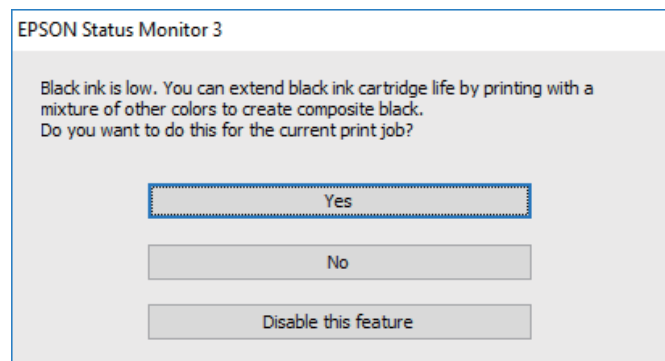 EPSON Status Monitor 3
Black ink is low. You can extend black ink cartridge life by printing with a
mixture of other colors to create composite black.
Do you want to do this for the current print job?
Yes
No
Disable this feature